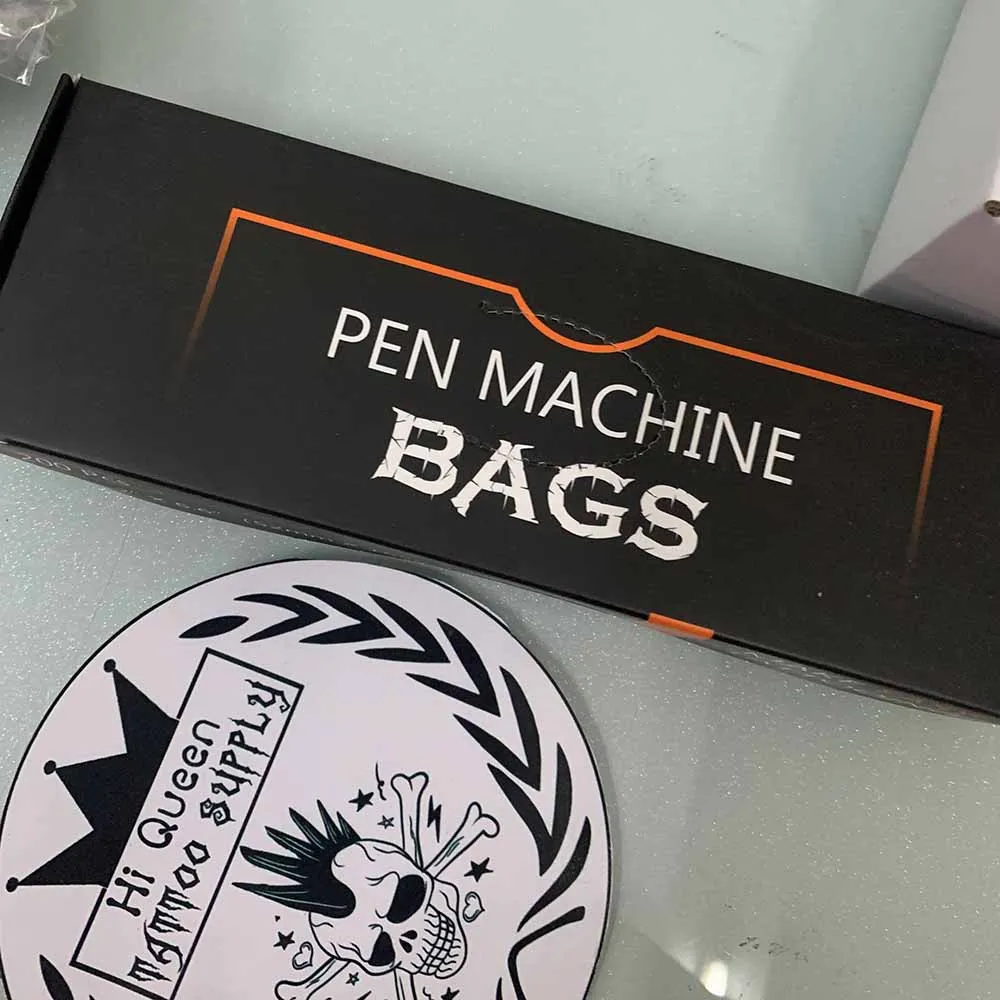 PEN MACHINE
BAGS
Hi Queen
TATTOO SUPPLY